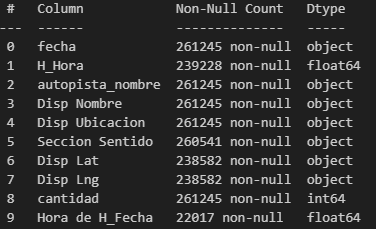 #   Column          Non-Null Count   Dtype
---  ------          --------------   -----
0   fecha           261245 non-null  object
1   H_Hora          239228 non-null  float64
2   autopista_nombre  261245 non-null  object
3   Disp Nombre     261245 non-null  object
4   Disp Ubicacion  261245 non-null  object
5   Seccion Sentido  260541 non-null  object
6   Disp Lat        238582 non-null  object
7   Disp Lng        238582 non-null  object
8   cantidad        261245 non-null  int64
9   Hora de H_Fecha  22017 non-null  float64